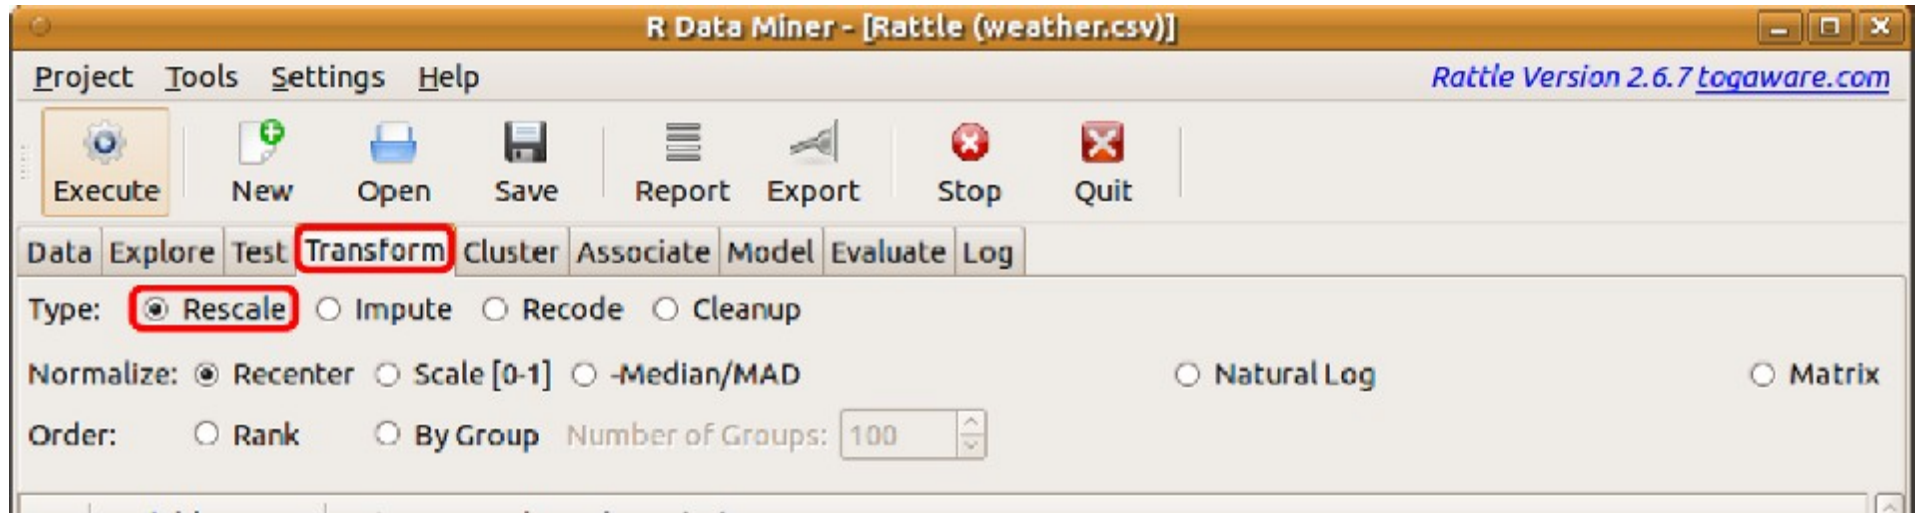 R Data Miner - [Rattle (weather.csv)]
Project Tools Settings Help Rattle Version 2.6.7 togaware.com
Execute New Open Save Report Export Stop Quit
Data Explore Test Transform Cluster Associate Model Evaluate Log
Type: Rescale Impute Recode Cleanup
Normalize: Recenter Scale [0-1] -Median/MAD Natural Log Matrix
Order: Rank By Group Number of Groups: 100